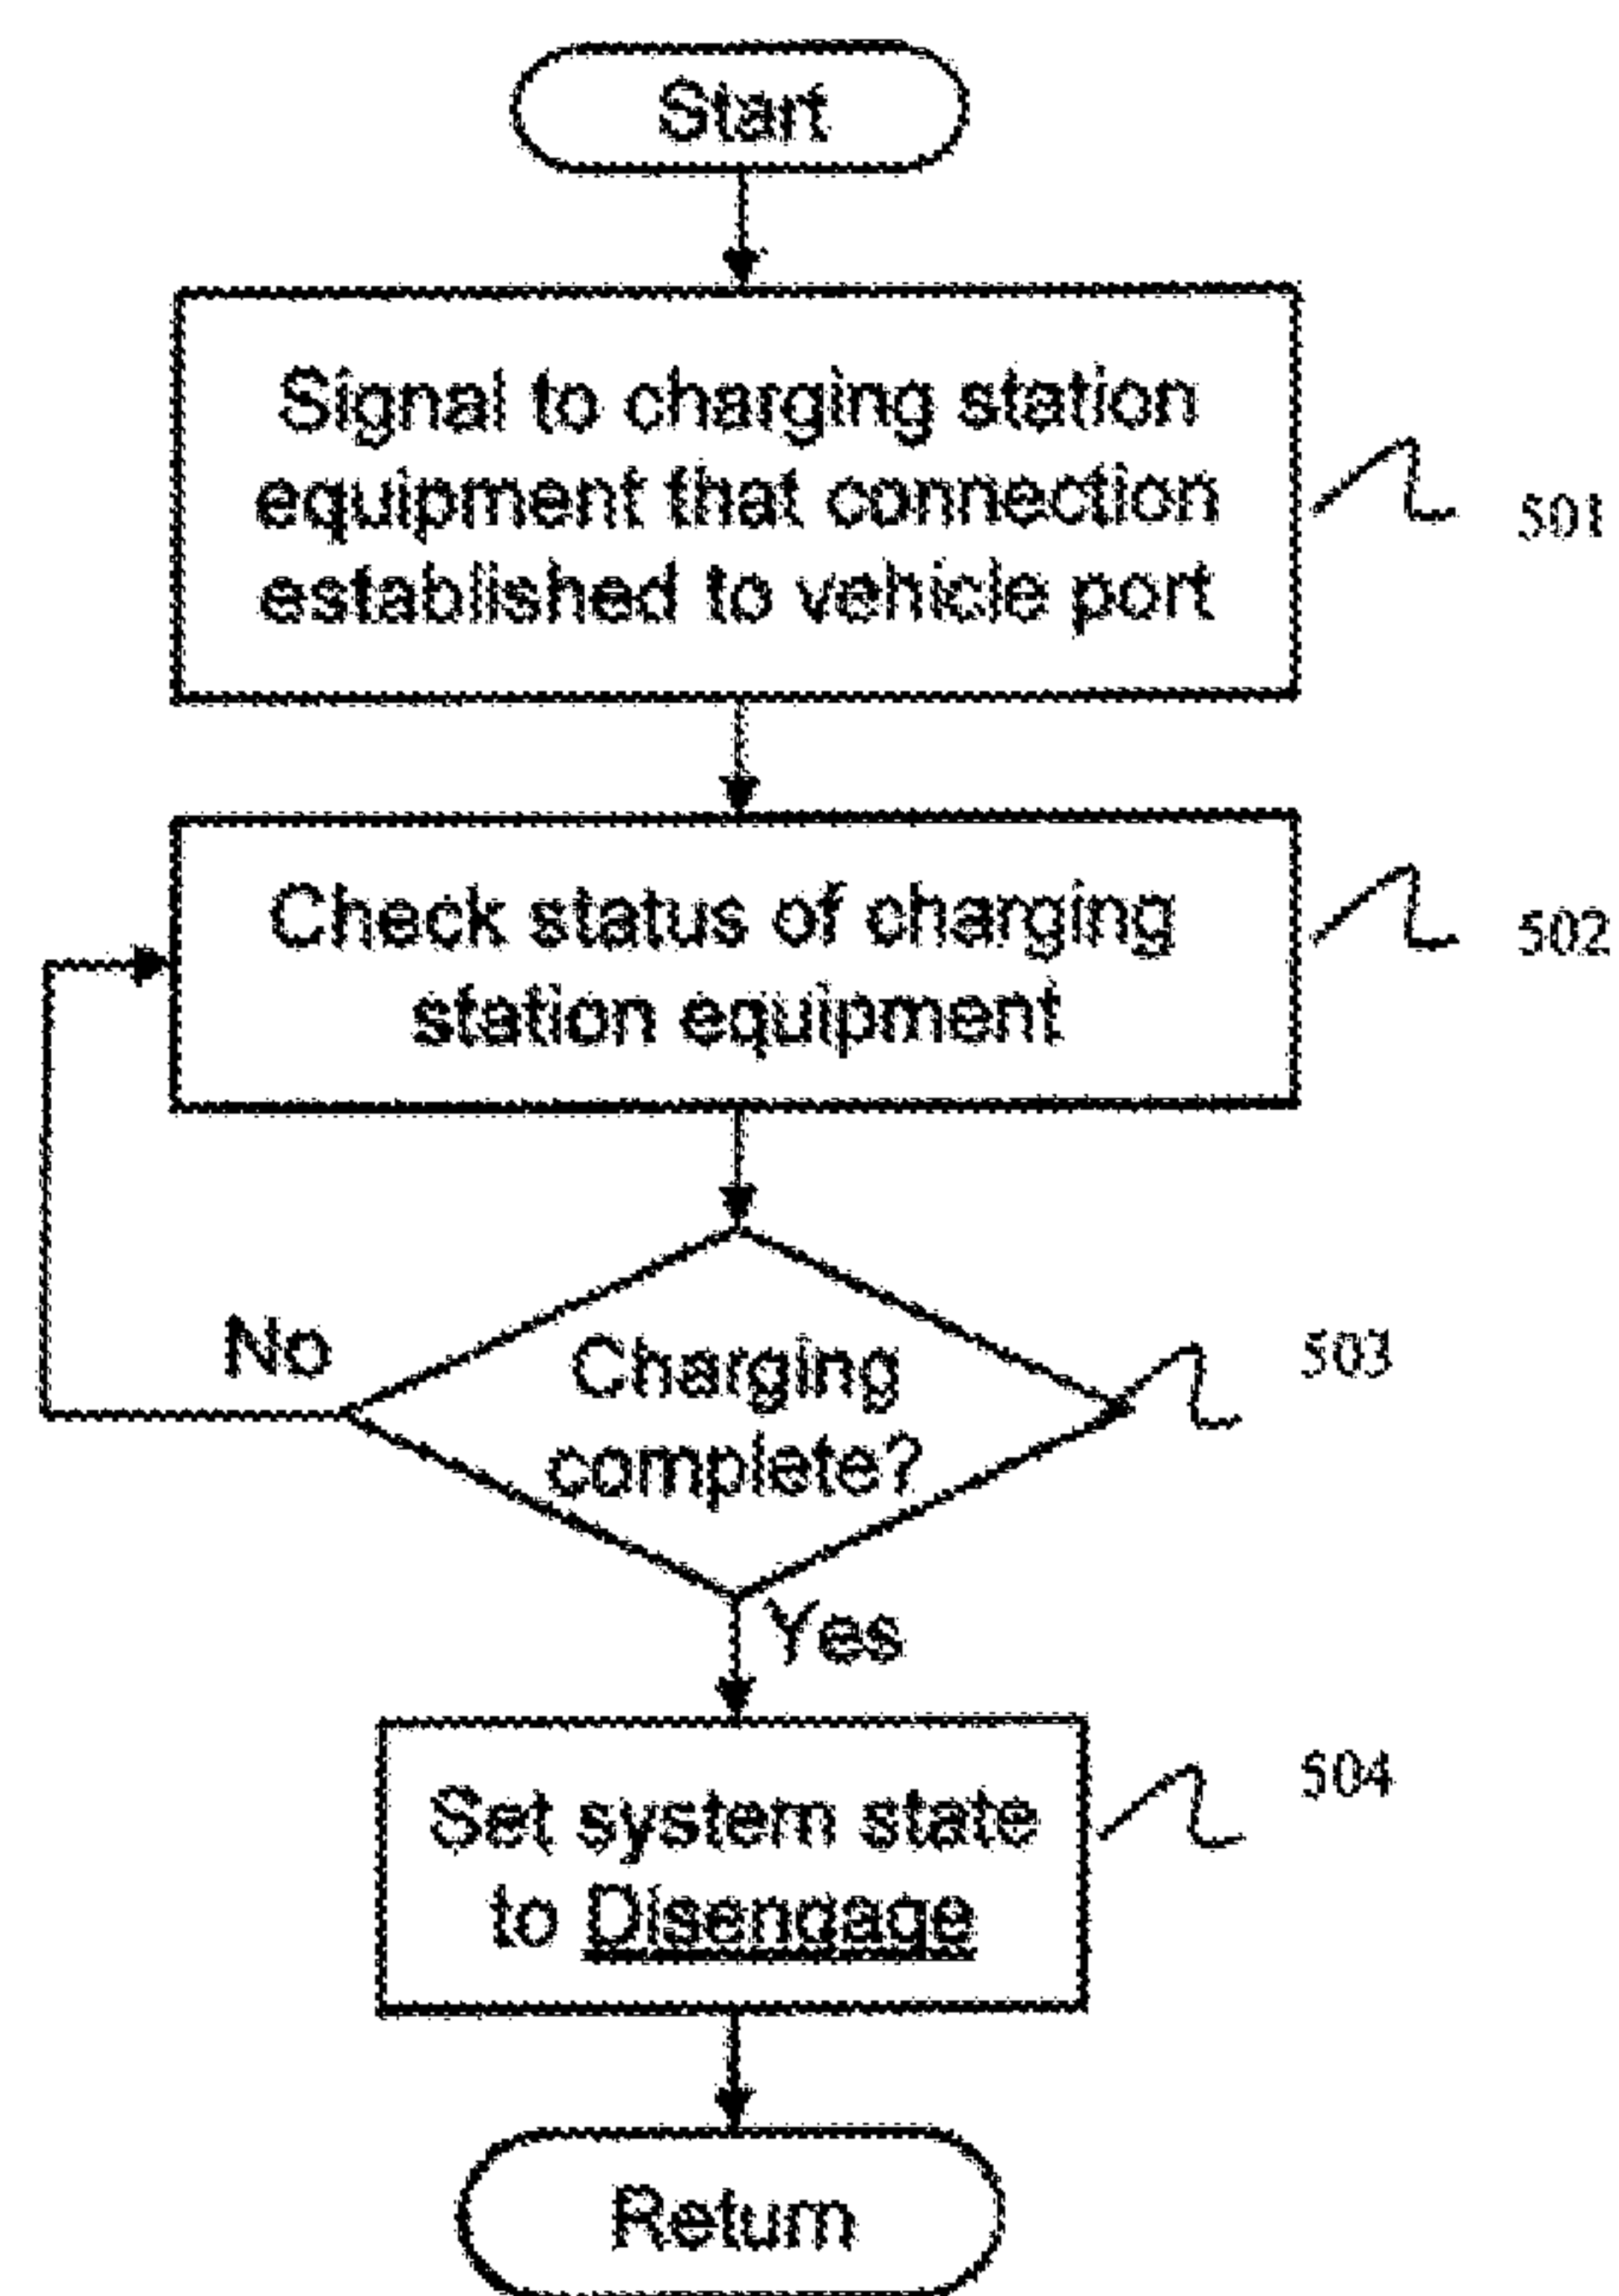 Start
Signal to charging station
equipment that connection
established to vehicle port
501
Check status of charging
station equipment
502
No
Charging
complete?
503
Yes
Set system state
to Disengage
504
Return